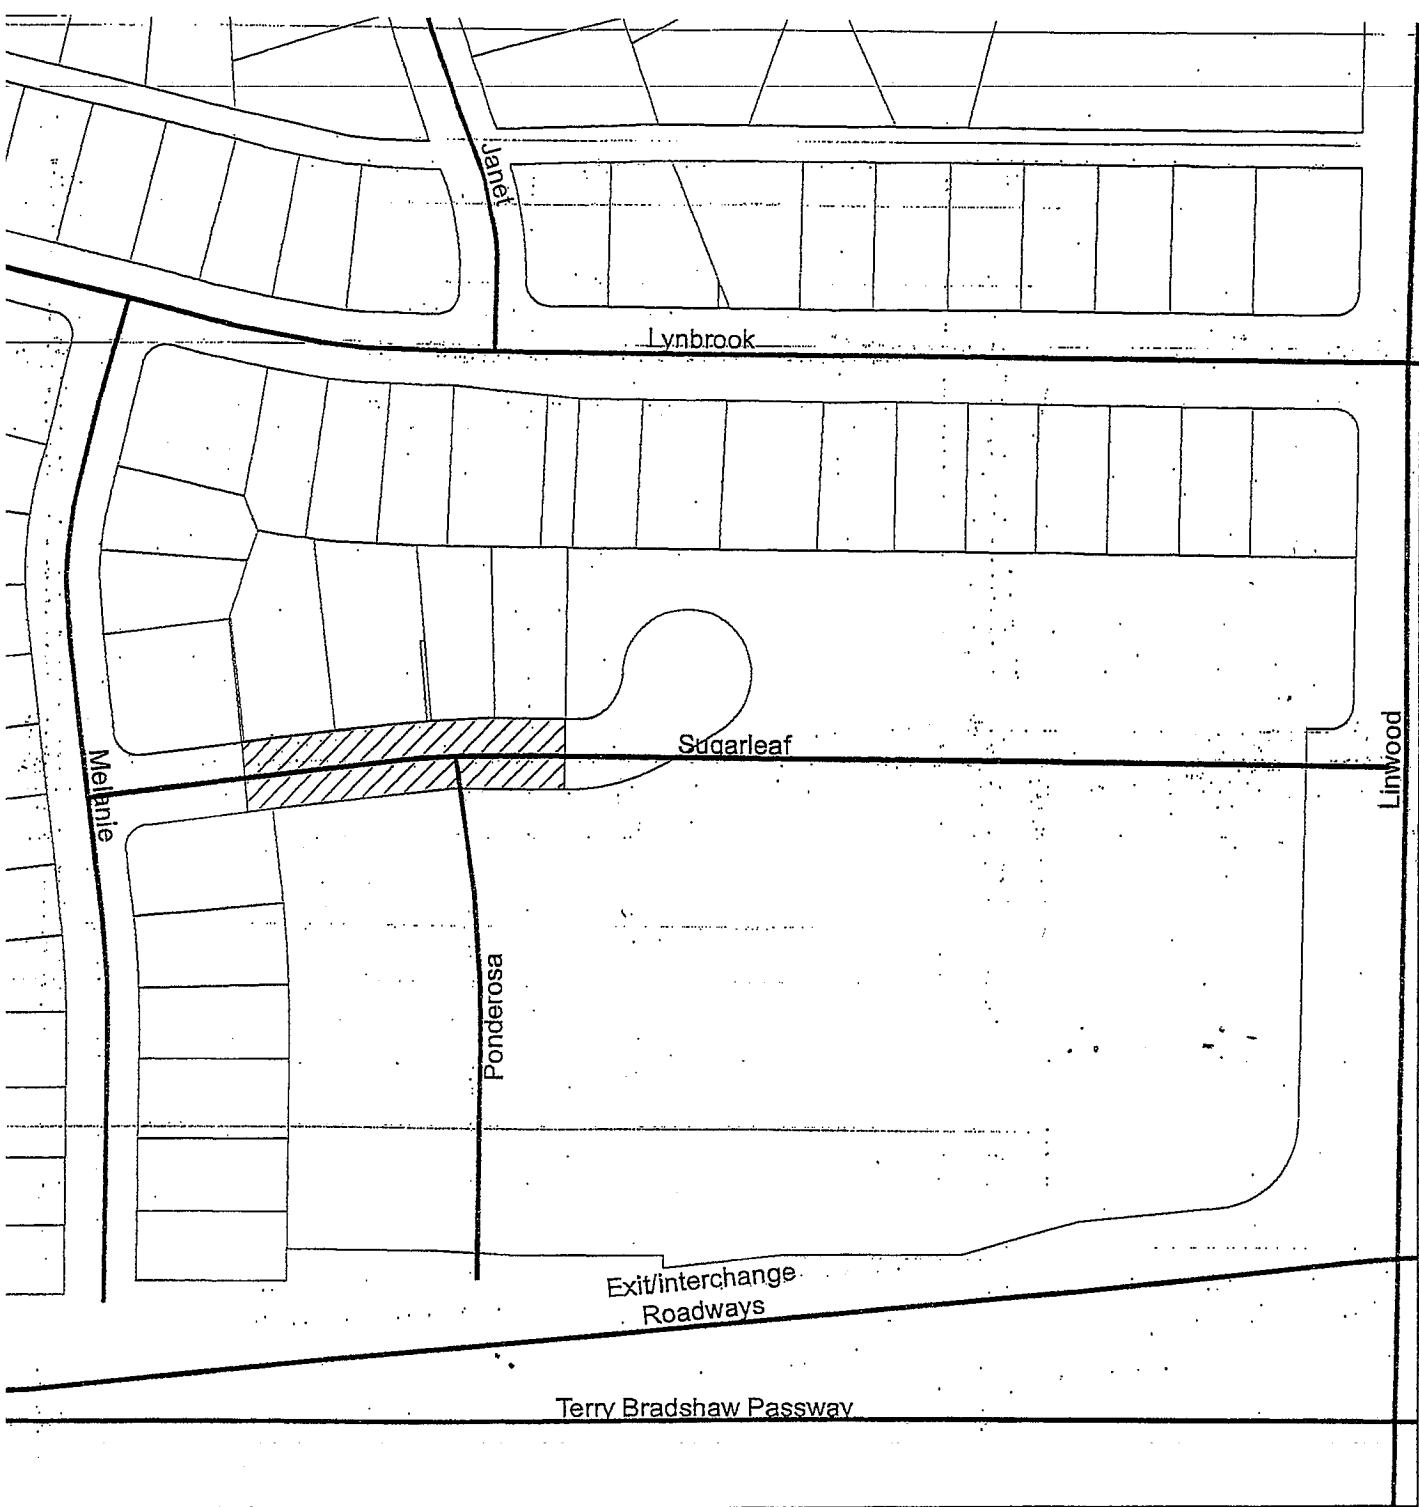 Janet
Lynbrook
Sugarleaf
Melanie
Linwood
Ponderosa
Exit/interchange
Roadways
Terry Bradshaw Passway